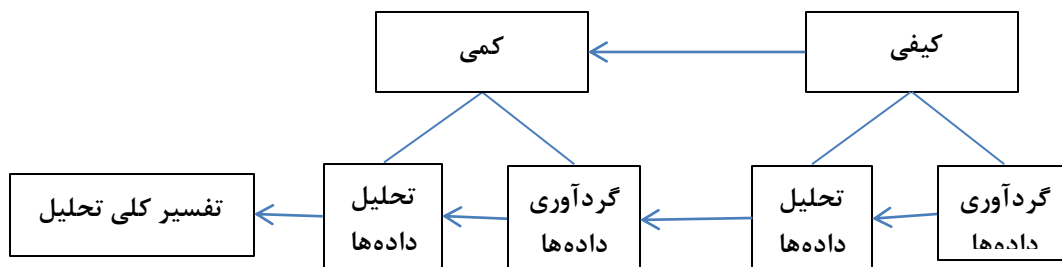 کیفی
کمی
گردآوری
داده‌ها
تحلیل
داده‌ها
گردآوری
داده‌ها
تحلیل
داده‌ها
تفسیر کلی تحلیل